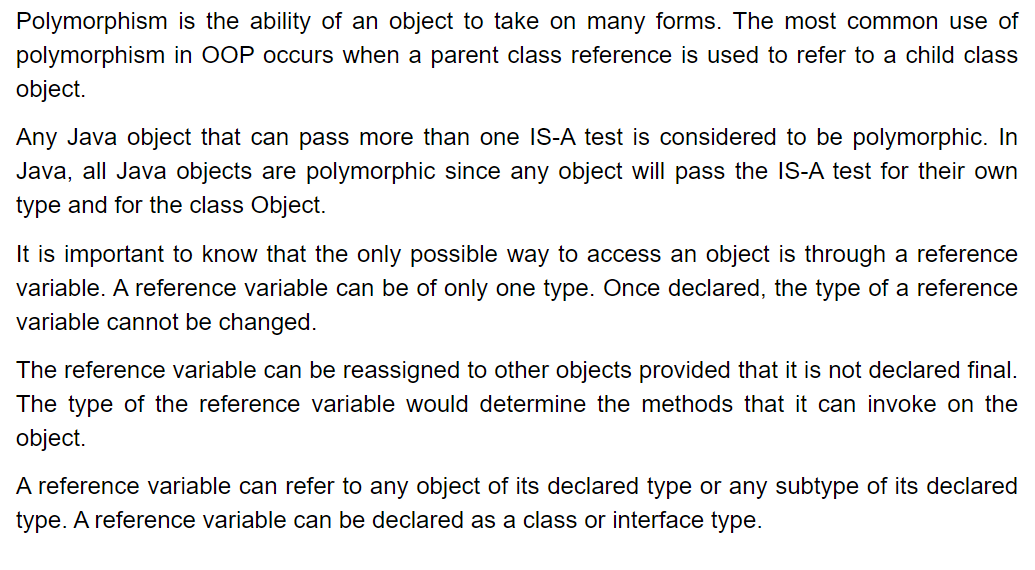 Polymorphism is the ability of an object to take on many forms. The most common use of
polymorphism in OOP occurs when a parent class reference is used to refer to a child class
object.
Any Java object that can pass more than one IS-A test is considered to be polymorphic. In
Java, all Java objects are polymorphic since any object will pass the IS-A test for their own
type and for the class Object.
It is important to know that the only possible way to access an object is through a reference
variable. A reference variable can be of only one type. Once declared, the type of a reference
variable cannot be changed.
The reference variable can be reassigned to other objects provided that it is not declared final.
The type of the reference variable would determine the methods that it can invoke on the
object.
A reference variable can refer to any object of its declared type or any subtype of its declared
type. A reference variable can be declared as a class or interface type.